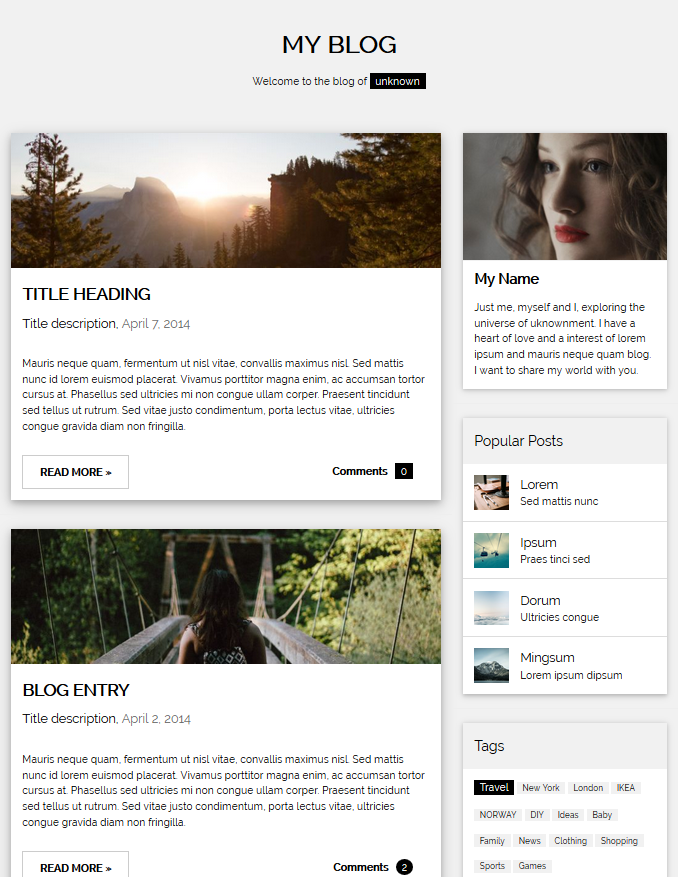 MY BLOG
Welcome to the blog of unknown
TITLE HEADING
Title description, April 7, 2014
Mauris neque quam, fermentum ut nisl vitae, convallis maximus nisl. Sed mattis
nunc id lorem euismod placerat. Vivamus porttitor magna enim, ac accumsan tortor
cursus at. Phasellus sed ultricies mi non congue ullam corper. Praesent tincidunt
sed tellus ut rutrum. Sed vitae justo condimentum, porta lectus vitae, ultricies
congue gravida diam non fringilla.
READ MORE »
Comments 0
BLOG ENTRY
Title description, April 2, 2014
Mauris neque quam, fermentum ut nisl vitae, convallis maximus nisl. Sed mattis
nunc id lorem euismod placerat. Vivamus porttitor magna enim, ac accumsan tortor
cursus at. Phasellus sed ultricies mi non congue ullam corper. Praesent tincidunt
sed tellus ut rutrum. Sed vitae justo condimentum, porta lectus vitae, ultricies
congue gravida diam non fringilla.
READ MORE »
Comments 2
My Name
Just me, myself and I, exploring the
universe of uknownment. I have a
heart of love and a interest of lorem
ipsum and mauris neque quam blog.
I want to share my world with you.
Popular Posts
Lorem
Sed mattis nunc
Ipsum
Praes tinci sed
Dorum
Ultricies congue
Mingsum
Lorem ipsum dipsum
Tags
Travel New York London IKEA
NORWAY DIY Ideas Baby
Family News Clothing Shopping
Sports Games